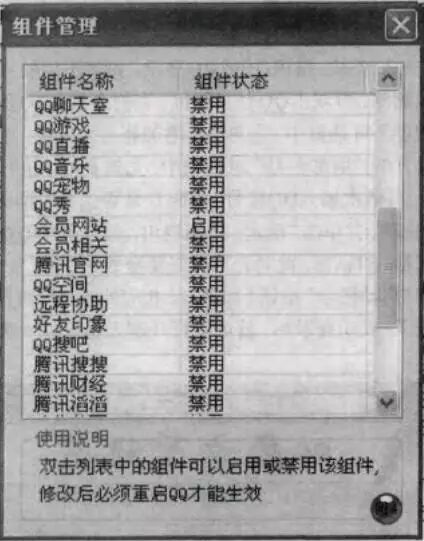 组件管理
组件名称 组件状态
QQ聊天室 禁用
QQ游戏 禁用
QQ直播 禁用
QQ音乐 禁用
QQ宠物 禁用
QQ秀 禁用
会员网站 启用
会员相关 禁用
腾讯官网 禁用
QQ空间 禁用
远程协助 禁用
好友印象 禁用
QQ搜吧 禁用
腾讯搜搜 禁用
腾讯财经 禁用
腾讯滔滔 禁用
使用说明
双击列表中的组件可以启用或禁用该组件,
修改后必须重启QQ才能生效